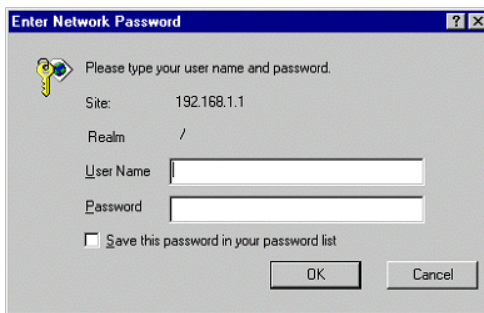 Enter Network Password
Please type your user name and password.
Site: 192.168.1.1
Realm /
User Name
Password
Save this password in your password list
OK Cancel